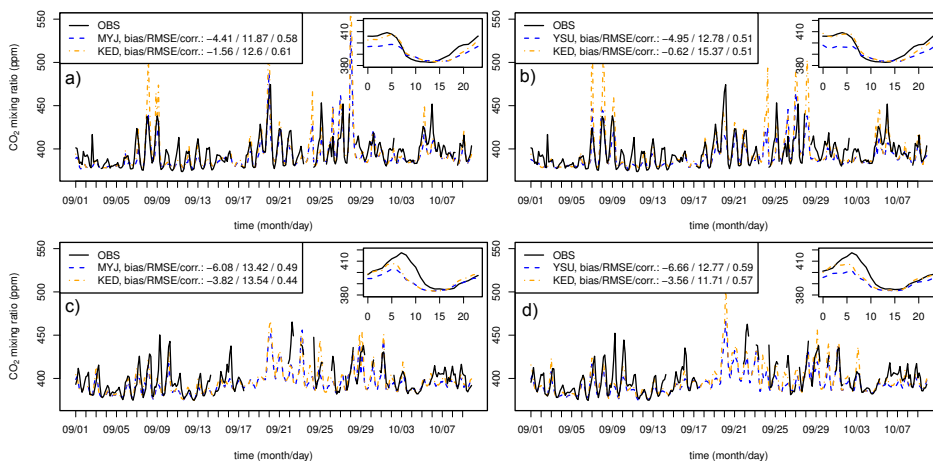 550
500
450
400
CO2 mixing ratio (ppm)
OBS
MYJ, bias/RMSE/corr.: −4.41 / 11.87 / 0.58
KED, bias/RMSE/corr.: −1.56 / 12.6 / 0.61
a)
410
380
0 5 10 15 20
09/01 09/05 09/09 09/13 09/17 09/21 09/25 09/29 10/03 10/07
time (month/day)
550
500
450
400
OBS
YSU, bias/RMSE/corr.: −4.95 / 12.78 / 0.51
KED, bias/RMSE/corr.: −0.62 / 15.37 / 0.51
b)
410
380
0 5 10 15 20
09/01 09/05 09/09 09/13 09/17 09/21 09/25 09/29 10/03 10/07
time (month/day)
550
500
450
400
CO2 mixing ratio (ppm)
OBS
MYJ, bias/RMSE/corr.: −6.08 / 13.42 / 0.49
KED, bias/RMSE/corr.: −3.82 / 13.54 / 0.44
c)
410
380
0 5 10 15 20
09/01 09/05 09/09 09/13 09/17 09/21 09/25 09/29 10/03 10/07
time (month/day)
550
500
450
400
OBS
YSU, bias/RMSE/corr.: −6.66 / 12.77 / 0.59
KED, bias/RMSE/corr.: −3.56 / 11.71 / 0.57
d)
410
380
0 5 10 15 20
09/01 09/05 09/09 09/13 09/17 09/21 09/25 09/29 10/03 10/07
time (month/day)